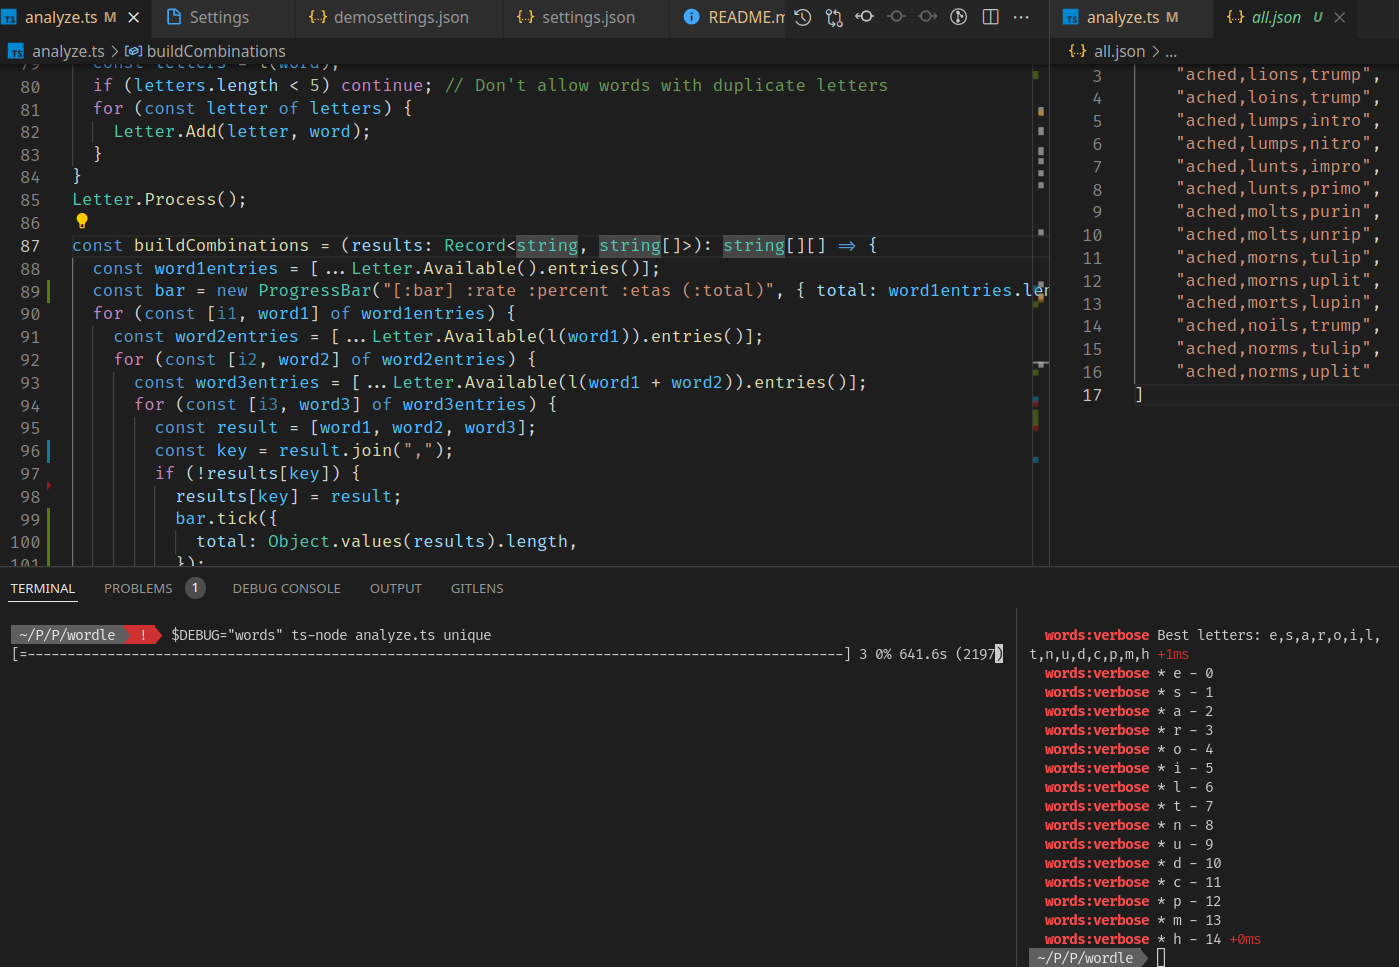 TS analyze.ts M
Settings
{..} demosettings.json
{..} settings.json
README.m
TS analyze.ts M
{..} all.json U
TS analyze.ts > buildCombinations
{..} all.json > ...
79 const letters = l(word);
80 if (letters.length < 5) continue; // Don't allow words with duplicate letters
81 for (const letter of letters) {
82 Letter.Add(letter, word);
83 }
84 }
85 Letter.Process();
86
87 const buildCombinations = (results: Record<string, string[]>): string[][] => {
88 const word1entries = [...Letter.Available().entries()];
89 const bar = new ProgressBar("[:bar] :rate :percent :etas (:total)", { total: word1entries.len
90 for (const [i1, word1] of word1entries) {
91 const word2entries = [...Letter.Available(l(word1)).entries()];
92 for (const [i2, word2] of word2entries) {
93 const word3entries = [...Letter.Available(l(word1 + word2)).entries()];
94 for (const [i3, word3] of word3entries) {
95 const result = [word1, word2, word3];
96 const key = result.join(",");
97 if (!results[key]) {
98 results[key] = result;
99 bar.tick({
100 total: Object.values(results).length,
101 });
3 "ached,lions,trump",
4 "ached,loins,trump",
5 "ached,lumps,intro",
6 "ached,lumps,nitro",
7 "ached,lunts,impro",
8 "ached,lunts,primo",
9 "ached,molts,purin",
10 "ached,molts,unrip",
11 "ached,morns,tulip",
12 "ached,morns,uplit",
13 "ached,morts,lupin",
14 "ached,noils,trump",
15 "ached,norms,tulip",
16 "ached,norms,uplit"
17 ]
TERMINAL
PROBLEMS 1
DEBUG CONSOLE
OUTPUT
GITLENS
~/P/P/wordle ! $DEBUG="words" ts-node analyze.ts unique
[=-----------------------------------------------------------------------------------------------------] 3 0% 641.6s (2197)
words:verbose Best letters: e,s,a,r,o,i,l,
t,n,u,d,c,p,m,h +1ms
words:verbose * e - 0
words:verbose * s - 1
words:verbose * a - 2
words:verbose * r - 3
words:verbose * o - 4
words:verbose * i - 5
words:verbose * l - 6
words:verbose * t - 7
words:verbose * n - 8
words:verbose * u - 9
words:verbose * d - 10
words:verbose * c - 11
words:verbose * p - 12
words:verbose * m - 13
words:verbose * h - 14 +0ms
~/P/P/wordle